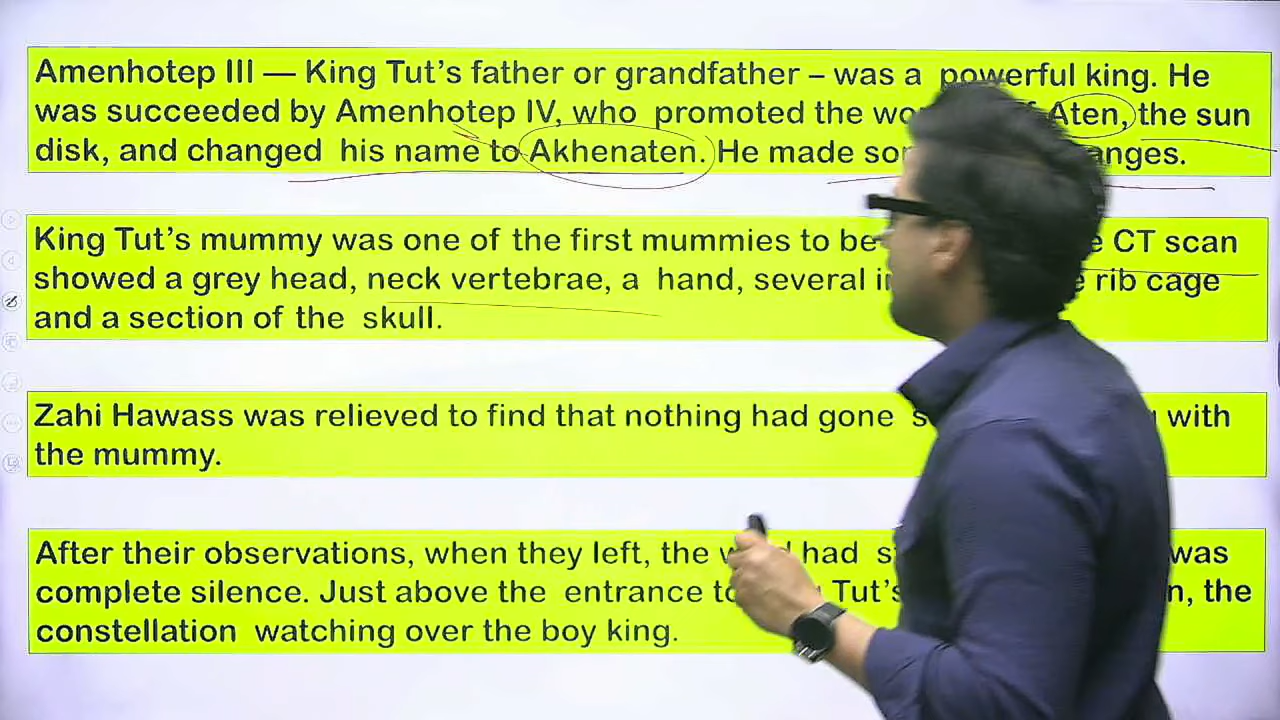 Amenhotep III — King Tut's father or grandfather – was a powerful king. He
was succeeded by Amenhotep IV, who promoted the Aten, the sun
disk, and changed his name to Akhenaten. He made
King Tut's mummy was one of the first mummies to be CT scan
showed a grey head, neck vertebrae, a hand, several rib cage
and a section of the skull.
Zahi Hawass was relieved to find that nothing had gone with
the mummy.
After their observations, when they left, the had was
complete silence. Just above the entrance Tut's the
constellation watching over the boy king.